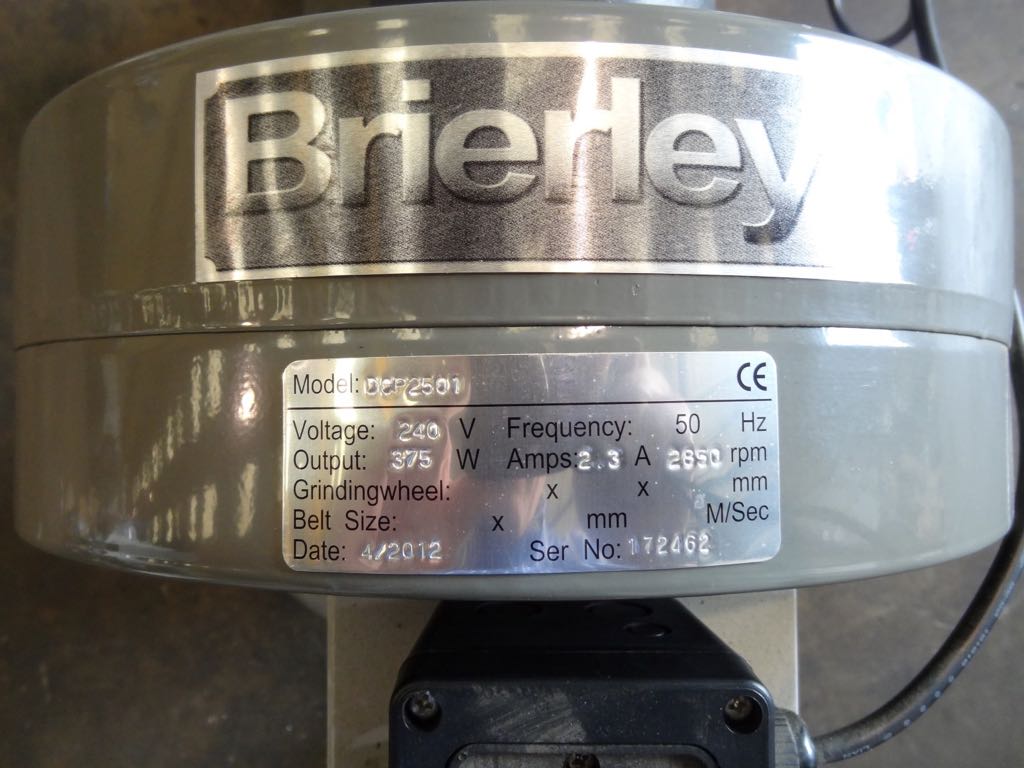 Brierley
Model: DCP2501 CE
Voltage: 240 V Frequency: 50 Hz
Output: 375 W Amps: 2.3 A 2850 rpm
Grindingwheel: x x mm
Belt Size: x mm M/Sec
Date: 4/2012 Ser No: 172462